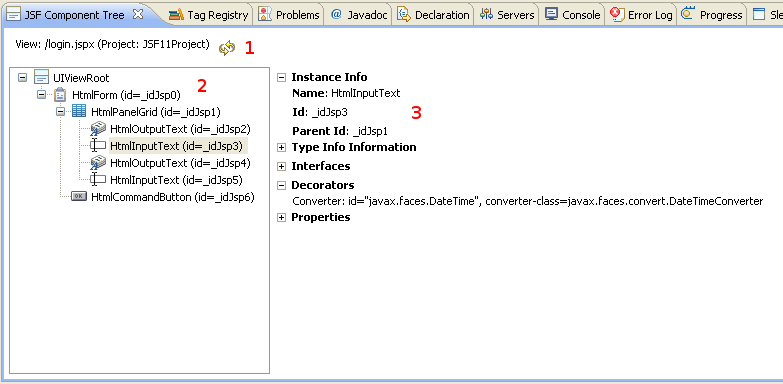 JSF Component Tree Tag Registry Problems Javadoc Declaration Servers Console Error Log Progress Sle
View: /login.jspx (Project: JSF11Project) 1
UIViewRoot 2
HtmlForm (id=_idJsp0)
HtmlPanelGrid (id=_idJsp1)
HtmlOutputText (id=_idJsp2)
HtmlInputText (id=_idJsp3)
HtmlOutputText (id=_idJsp4)
HtmlInputText (id=_idJsp5)
HtmlCommandButton (id=_idJsp6)
Instance Info
Name: HtmlInputText
Id: _idJsp3 3
Parent Id: _idJsp1
Type Info Information
Interfaces
Decorators
Converter: id="javax.faces.DateTime", converter-class=javax.faces.convert.DateTimeConverter
Properties